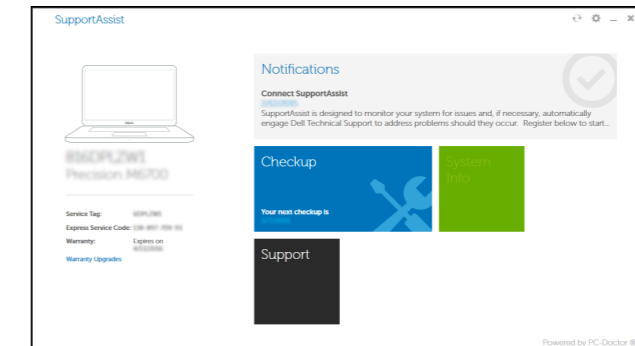 SupportAssist
Notifications
Connect SupportAssist
SupportAssist is designed to monitor your system for issues and, if necessary, automatically
engage Dell Technical Support to address problems should they occur. Register below to start...
Precision M6700
Checkup
System
Info
Your next checkup is
Service Tag:
Express Service Code:
Warranty: Expires on
Warranty Upgrades
Support
Powered by PC-Doctor ®